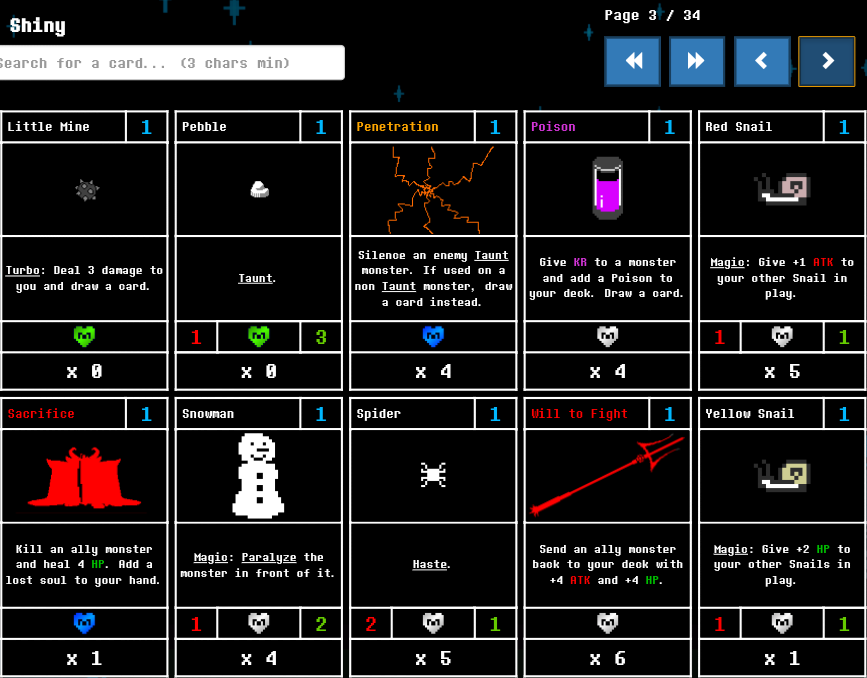 Shiny
Page 3 / 34
Search for a card... (3 chars min)
Little Mine 1
Turbo: Deal 3 damage to
you and draw a card.
x 0
Pebble 1
Taunt.
1 3
x 0
Penetration 1
Silence an enemy Taunt
monster. If used on a
non Taunt monster, draw
a card instead.
x 4
Poison 1
Give KR to a monster
and add a Poison to
your deck. Draw a card.
x 4
Red Snail 1
Magic: Give +1 ATK to
your other Snail in
play.
1 1
x 5
Sacrifice 1
Kill an ally monster
and heal 4 HP. Add a
lost soul to your hand.
x 1
Snowman 1
Magic: Paralyze the
monster in front of it.
1 2
x 4
Spider 1
Haste.
2 1
x 5
Will to Fight 1
Send an ally monster
back to your deck with
+4 ATK and +4 HP.
x 6
Yellow Snail 1
Magic: Give +2 HP to
your other Snails in
play.
1 1
x 1